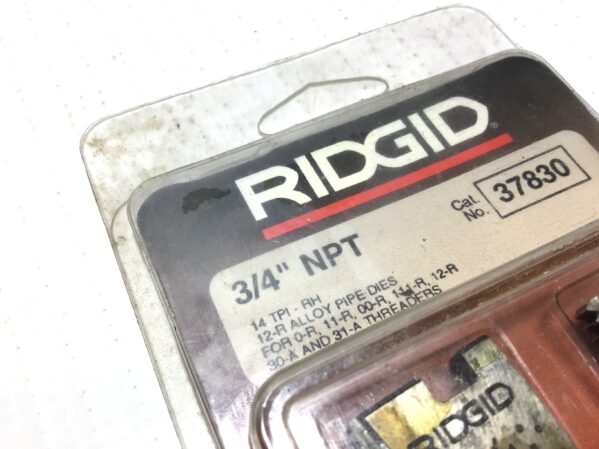 RIDGID®
Cat. No. 37830
3/4" NPT
14 TPI - RH
12-R ALLOY PIPE DIES
FOR 0-R, 11-R, 00-R, 111-R, 12-R
30-A AND 31-A THREADERS
RIDGID